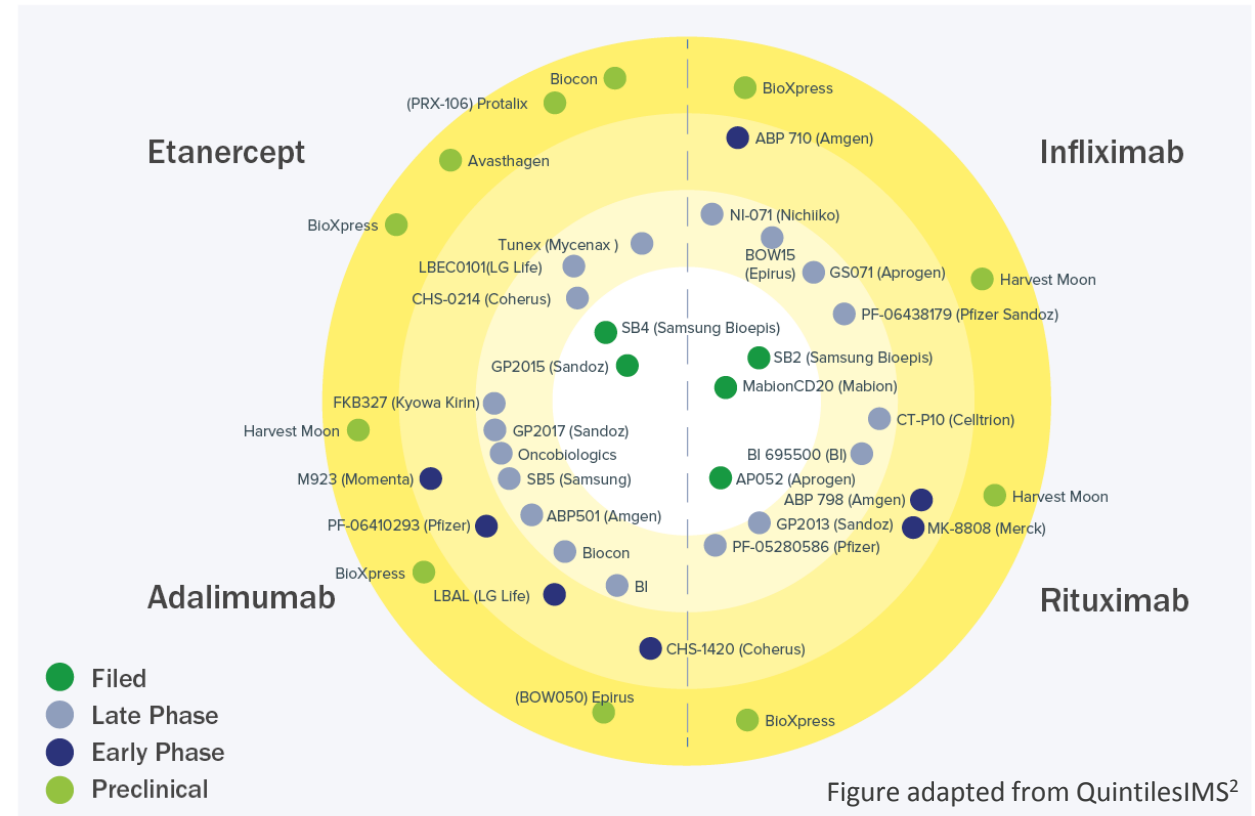 Biocon
(PRX-106) Protalix
Etanercept
Avasthagen
BioXpress
Tunex (Mycenax )
LBEC0101(LG Life)
CHS-0214 (Coherus)
SB4 (Samsung Bioepis)
GP2015 (Sandoz)
BioXpress
ABP 710 (Amgen)
Infliximab
NI-071 (Nichiiko)
BOW15
(Epirus)
GS071 (Aprogen)
Harvest Moon
PF-06438179 (Pfizer Sandoz)
SB2 (Samsung Bioepis)
MabionCD20 (Mabion)
FKB327 (Kyowa Kirin)
Harvest Moon
GP2017 (Sandoz)
Oncobiologics
M923 (Momenta)
SB5 (Samsung)
ABP501 (Amgen)
PF-06410293 (Pfizer)
Biocon
BioXpress
BI
Adalimumab
LBAL (LG Life)
CHS-1420 (Coherus)
(BOW050) Epirus
CT-P10 (Celltrion)
BI 695500 (BI)
AP052 (Aprogen)
ABP 798 (Amgen)
Harvest Moon
GP2013 (Sandoz)
MK-8808 (Merck)
PF-05280586 (Pfizer)
Rituximab
BioXpress
Filed
Late Phase
Early Phase
Preclinical
Figure adapted from QuintilesIMS²